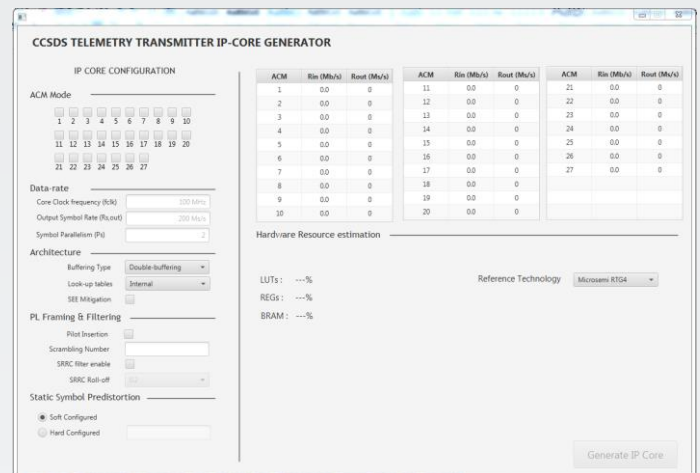 CCSDS TELEMETRY TRANSMITTER IP-CORE GENERATOR
IP CORE CONFIGURATION
ACM Mode
1 2 3 4 5 6 7 8 9 10
11 12 13 14 15 16 17 18 19 20
21 22 23 24 25 26 27
Data-rate
Core Clock frequency (fclk) 100 MHz
Output Symbol Rate (Rs,out) 200 Ms/s
Symbol Parallelism (Ps) 2
Architecture
Buffering Type Double-buffering
Look-up tables Internal
SEE Mitigation
PL Framing & Filtering
Pilot Insertion
Scrambling Number
SRRC filter enable
SRRC Roll-off
Static Symbol Predistortion
Soft Configured
Hard Configured
ACM Rin (Mb/s) Rout (Ms/s)
1 0.0 0
2 0.0 0
3 0.0 0
4 0.0 0
5 0.0 0
6 0.0 0
7 0.0 0
8 0.0 0
9 0.0 0
10 0.0 0
ACM Rin (Mb/s) Rout (Ms/s)
11 0.0 0
12 0.0 0
13 0.0 0
14 0.0 0
15 0.0 0
16 0.0 0
17 0.0 0
18 0.0 0
19 0.0 0
20 0.0 0
ACM Rin (Mb/s) Rout (Ms/s)
21 0.0 0
22 0.0 0
23 0.0 0
24 0.0 0
25 0.0 0
26 0.0 0
27 0.0 0
Hardware Resource estimation
LUTs : ---%
REGs : ---%
BRAM : ---%
Reference Technology Microsemi RTG4
Generate IP Core